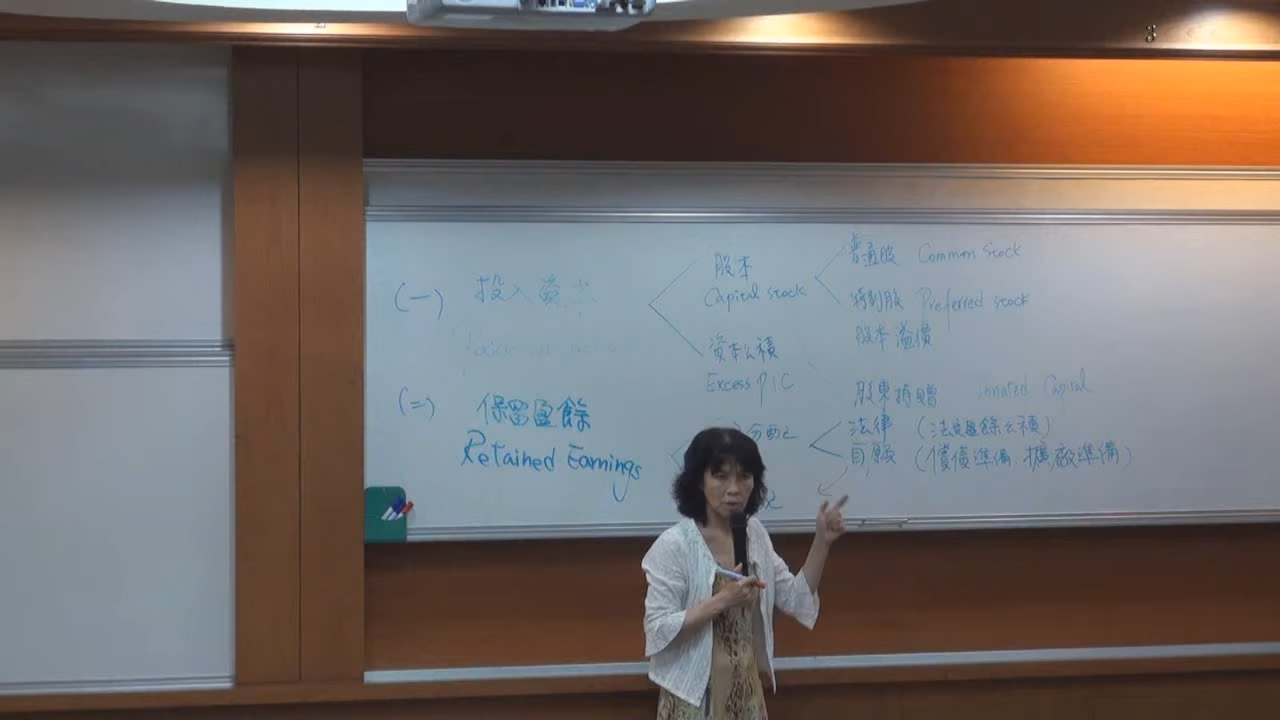 (一) 投入資本
股本
Capital stock
普通股 Common stock
特別股 Preferred stock
資本公積
Excess PIC
股本溢價
股東捐贈 Capital
(二) 保留盈餘
Retained Earnings
分配之
法律 (法定盈餘公積)
自願 (償債準備、擴廠準備)